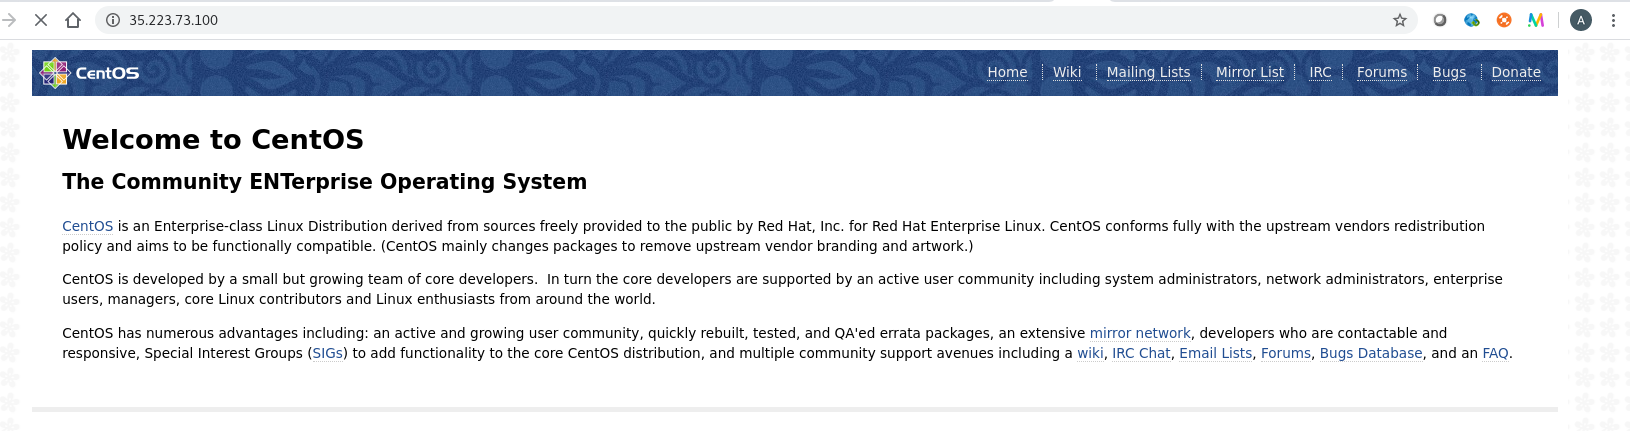 35.223.73.100
A
CentOS
Home Wiki Mailing Lists Mirror List IRC Forums Bugs Donate
Welcome to CentOS
The Community ENTerprise Operating System
CentOS is an Enterprise-class Linux Distribution derived from sources freely provided to the public by Red Hat, Inc. for Red Hat Enterprise Linux. CentOS conforms fully with the upstream vendors redistribution
policy and aims to be functionally compatible. (CentOS mainly changes packages to remove upstream vendor branding and artwork.)
CentOS is developed by a small but growing team of core developers.  In turn the core developers are supported by an active user community including system administrators, network administrators, enterprise
users, managers, core Linux contributors and Linux enthusiasts from around the world.
CentOS has numerous advantages including: an active and growing user community, quickly rebuilt, tested, and QA'ed errata packages, an extensive mirror network, developers who are contactable and
responsive, Special Interest Groups (SIGs) to add functionality to the core CentOS distribution, and multiple community support avenues including a wiki, IRC Chat, Email Lists, Forums, Bugs Database, and an FAQ.